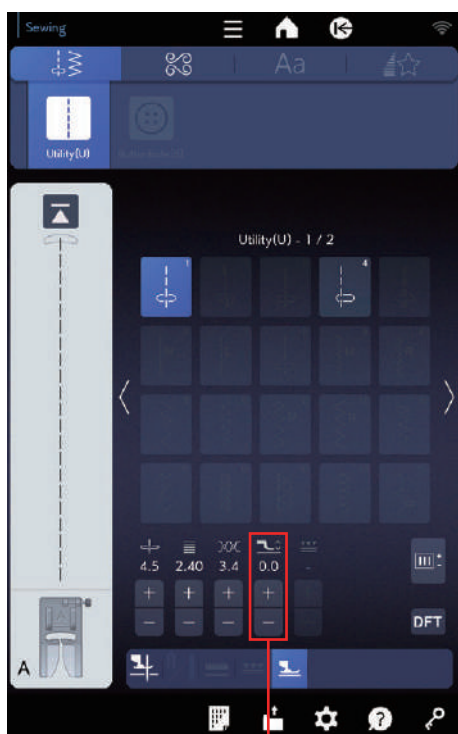 Sewing
Aa
Utility(U)
Utility(U) - 1 / 2
1
4
4.5 2.40 3.4 0.0 -
+ + + + +
− − − − −
DFT
A
?